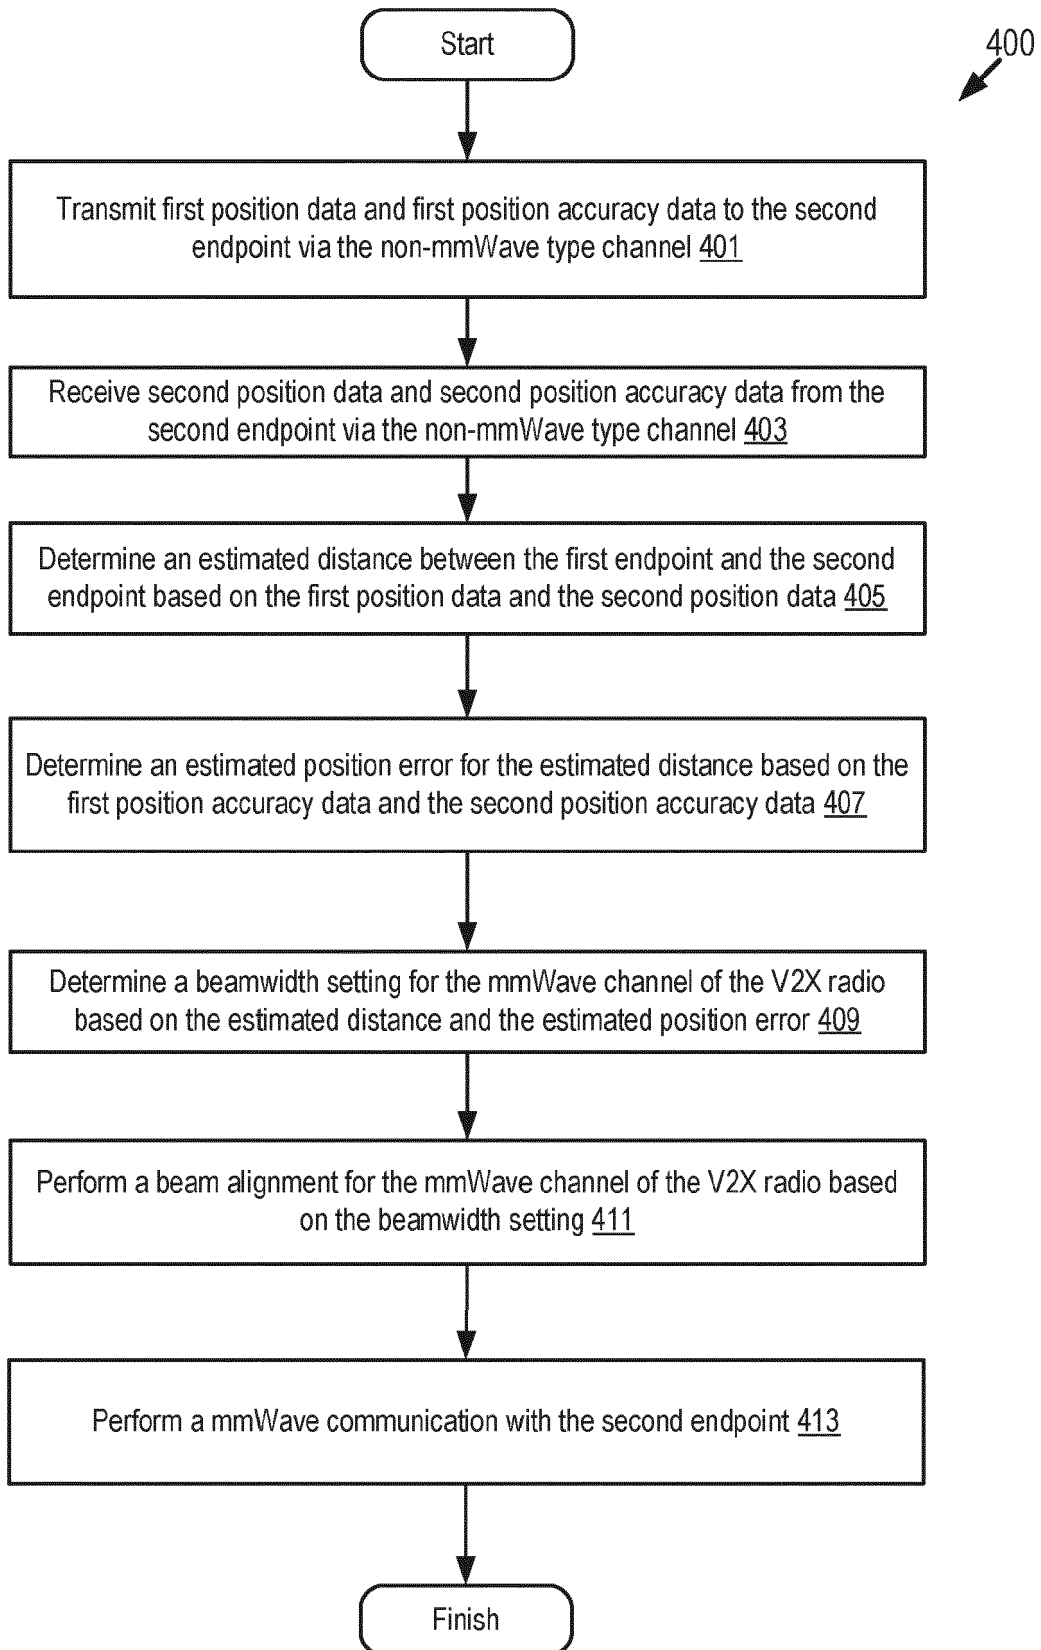 Start
400
Transmit first position data and first position accuracy data to the second
endpoint via the non-mmWave type channel 401
Receive second position data and second position accuracy data from the
second endpoint via the non-mmWave type channel 403
Determine an estimated distance between the first endpoint and the second
endpoint based on the first position data and the second position data 405
Determine an estimated position error for the estimated distance based on the
first position accuracy data and the second position accuracy data 407
Determine a beamwidth setting for the mmWave channel of the V2X radio
based on the estimated distance and the estimated position error 409
Perform a beam alignment for the mmWave channel of the V2X radio based
on the beamwidth setting 411
Perform a mmWave communication with the second endpoint 413
Finish